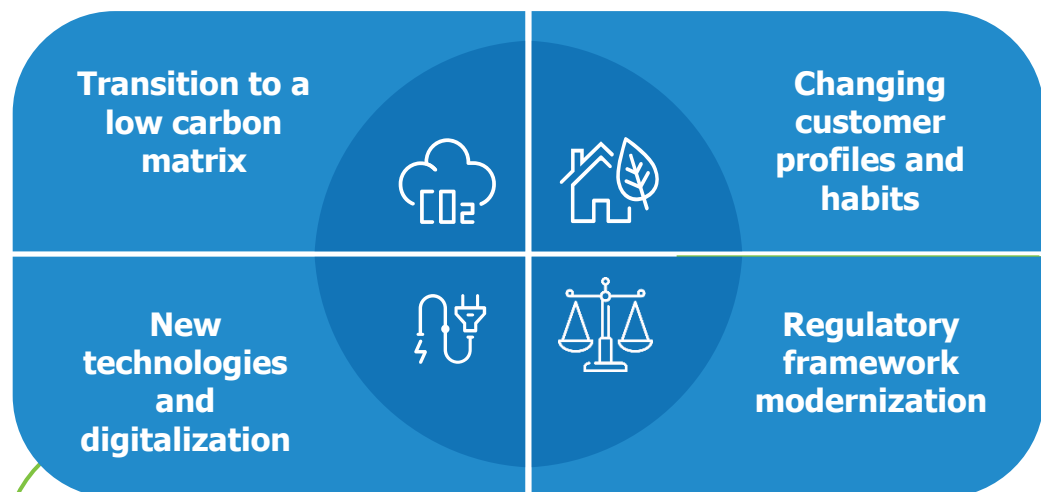 Transition to a
low carbon
matrix
CO2
Changing
customer
profiles and
habits
New
technologies
and
digitalization
Regulatory
framework
modernization